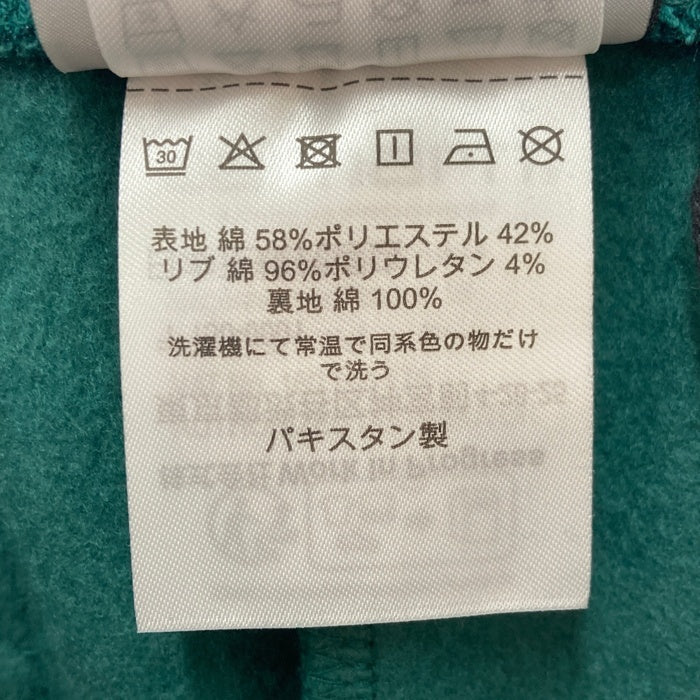 30
表地 綿 58%ポリエステル 42%
リブ 綿 96%ポリウレタン 4%
裏地 綿 100%
洗濯機にて常温で同系色の物だけ
で洗う
パキスタン製